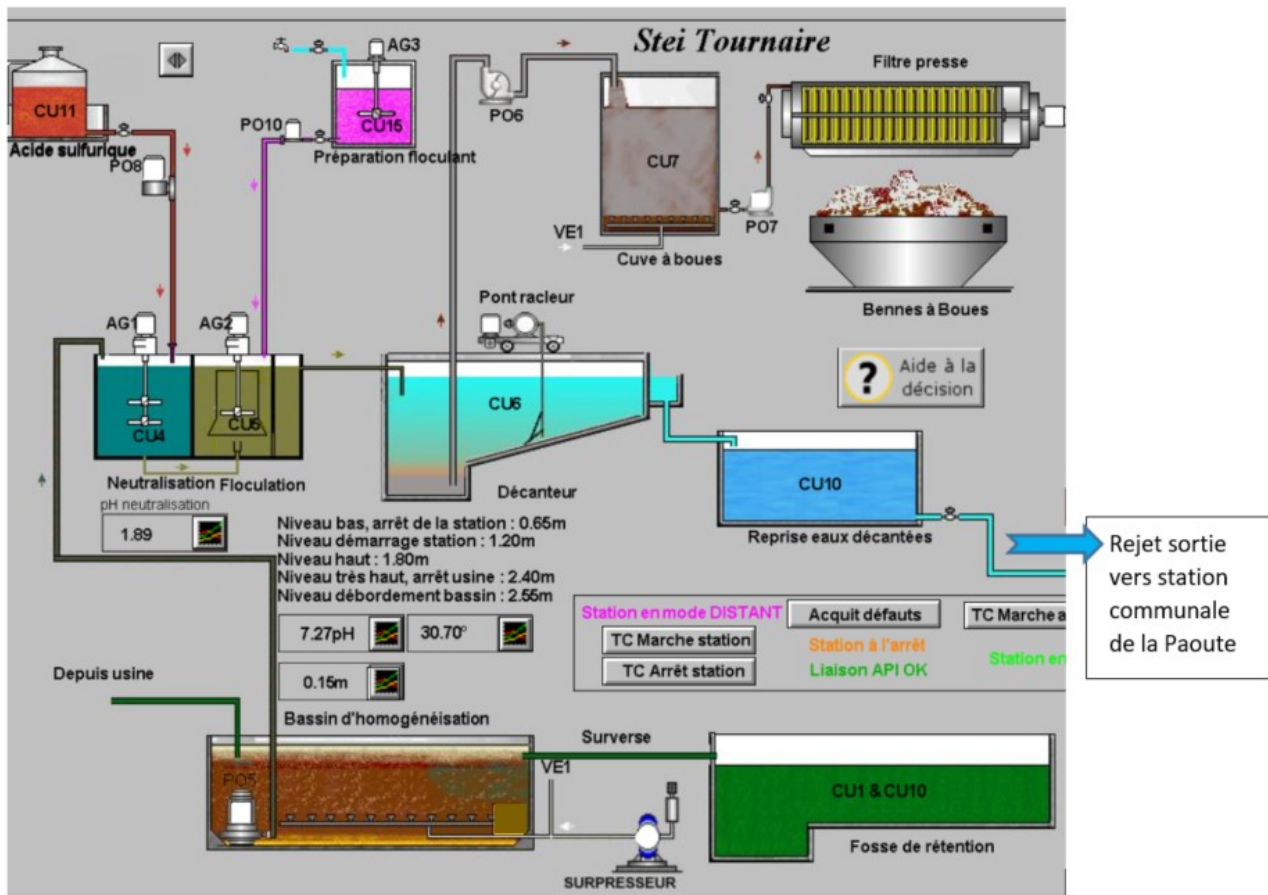 Stei Tournaire
AG3
Filtre presse
CU11
CU15
PO10
PO6
Acide sulfurique
Préparation floculant
PO8
CU7
VE1
PO7
Cuve à boues
Pont racleur
Bennes à Boues
AG1
AG2
?
Aide à la
décision
CU6
CU4
CU5
Neutralisation
Floculation
Décanteur
CU10
pH neutralisation
1.89
Reprise eaux décantées
Niveau bas, arrêt de la station : 0.65m
Niveau démarrage station : 1.20m
Niveau haut : 1.80m
Niveau très haut, arrêt usine : 2.40m
Niveau débordement bassin : 2.55m
Rejet sortie
vers station
communale
de la Paoute
Station en mode DISTANT
Acquit défauts
TC Marche a
7.27pH
30.70°
TC Marche station
Station à l'arrêt
Station en
TC Arrêt station
Liaison API OK
Depuis usine
0.15m
Bassin d'homogénéisation
Surverse
VE1
PO5
CU1 & CU10
Fosse de rétention
SURPRESSEUR